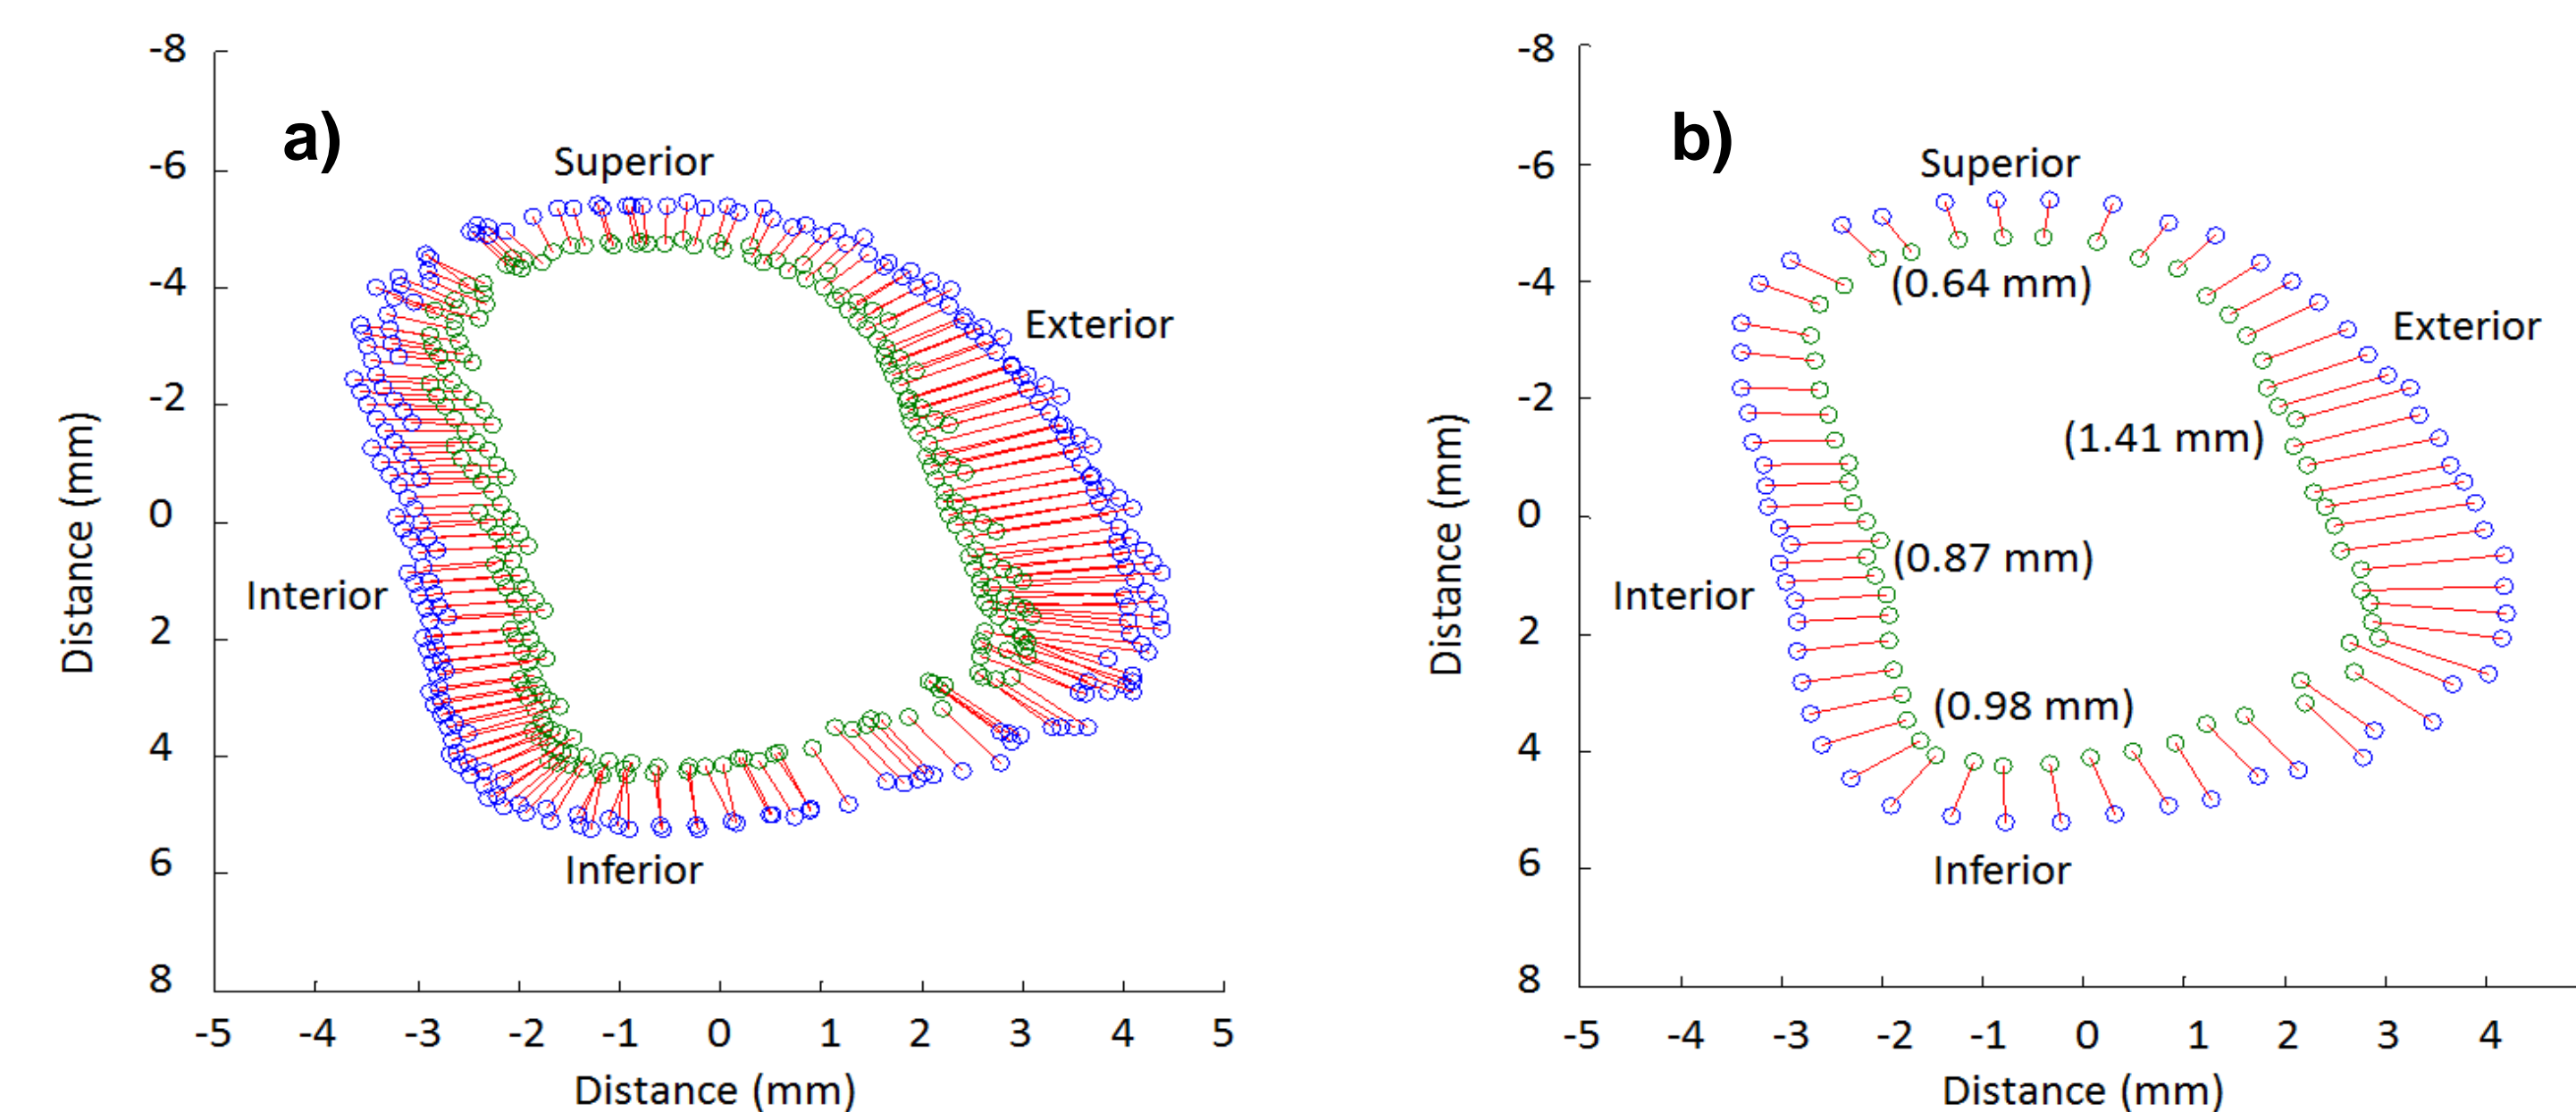 a)
-8
-6
-4
-2
0
2
4
6
8
Distance (mm)
Superior
Exterior
Interior
Inferior
-5 -4 -3 -2 -1 0 1 2 3 4 5
Distance (mm)
b)
-8
-6
-4
-2
0
2
4
6
8
Distance (mm)
Superior
(0.64 mm)
Exterior
(1.41 mm)
(0.87 mm)
Interior
(0.98 mm)
Inferior
-5 -4 -3 -2 -1 0 1 2 3 4
Distance (mm)